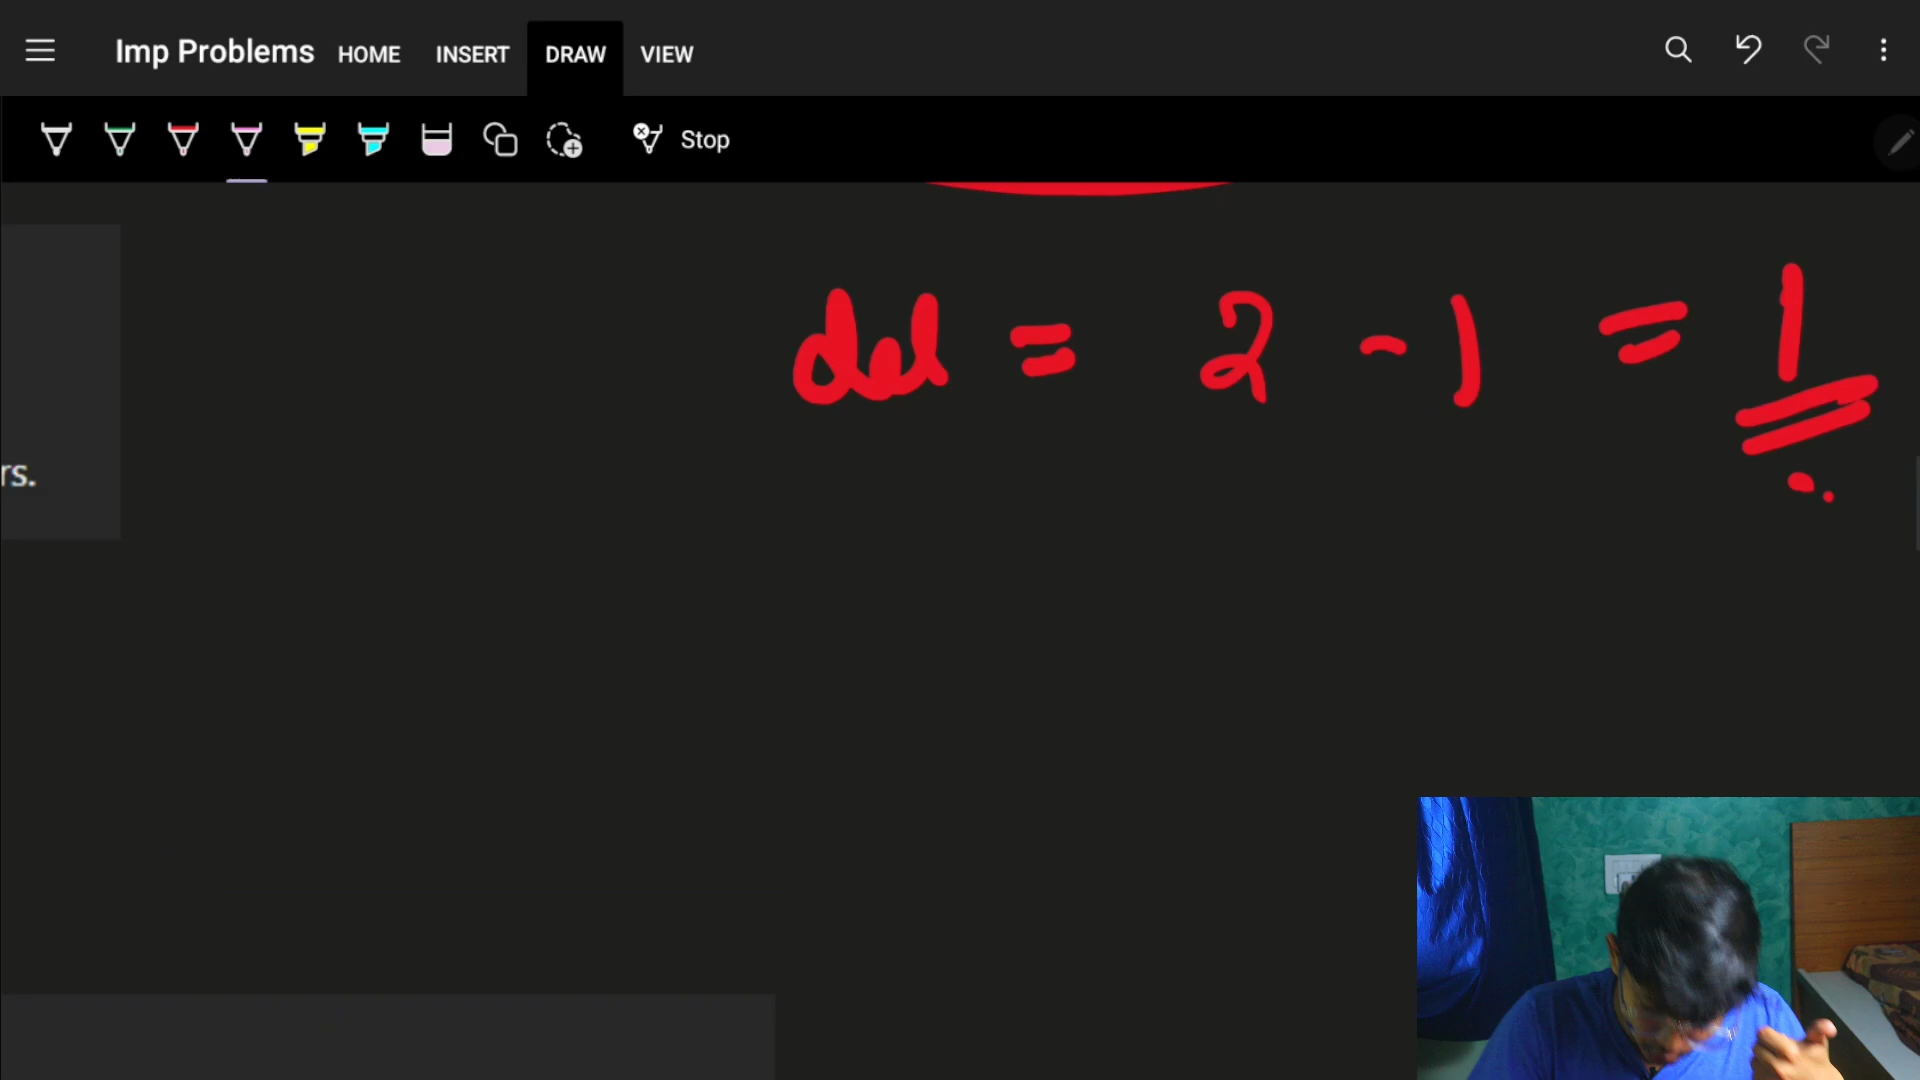 Imp Problems HOME INSERT DRAW VIEW
Stop
del = 2 - 1 = 1
rs.